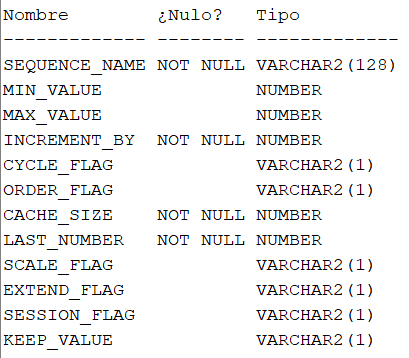 Nombre        ¿Nulo?   Tipo
------------- -------- -------------
SEQUENCE_NAME NOT NULL VARCHAR2(128)
MIN_VALUE              NUMBER
MAX_VALUE              NUMBER
INCREMENT_BY  NOT NULL NUMBER
CYCLE_FLAG             VARCHAR2(1)
ORDER_FLAG             VARCHAR2(1)
CACHE_SIZE    NOT NULL NUMBER
LAST_NUMBER   NOT NULL NUMBER
SCALE_FLAG             VARCHAR2(1)
EXTEND_FLAG            VARCHAR2(1)
SESSION_FLAG           VARCHAR2(1)
KEEP_VALUE             VARCHAR2(1)